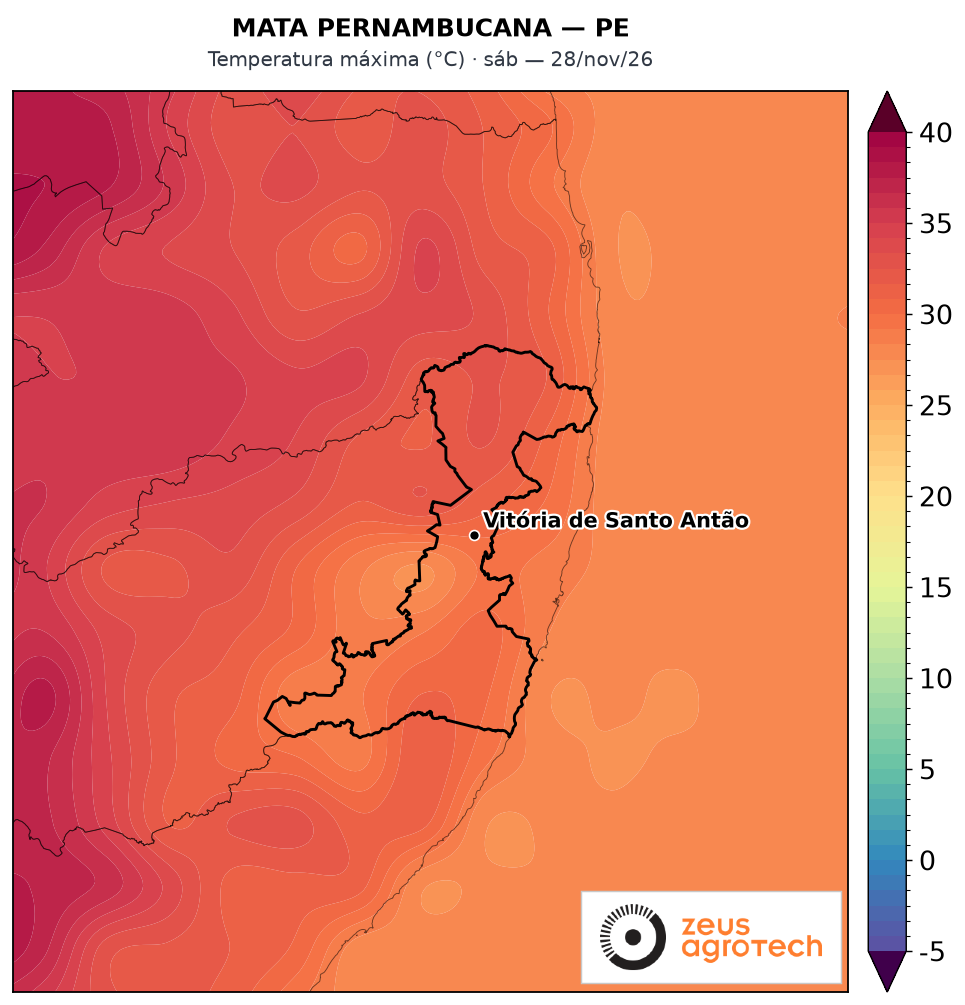 MATA PERNAMBUCANA — PE
Temperatura máxima (°C) · sáb — 28/nov/26
40
35
30
25
20
15
10
5
0
-5
Vitória de Santo Antão
zeus
agrotech